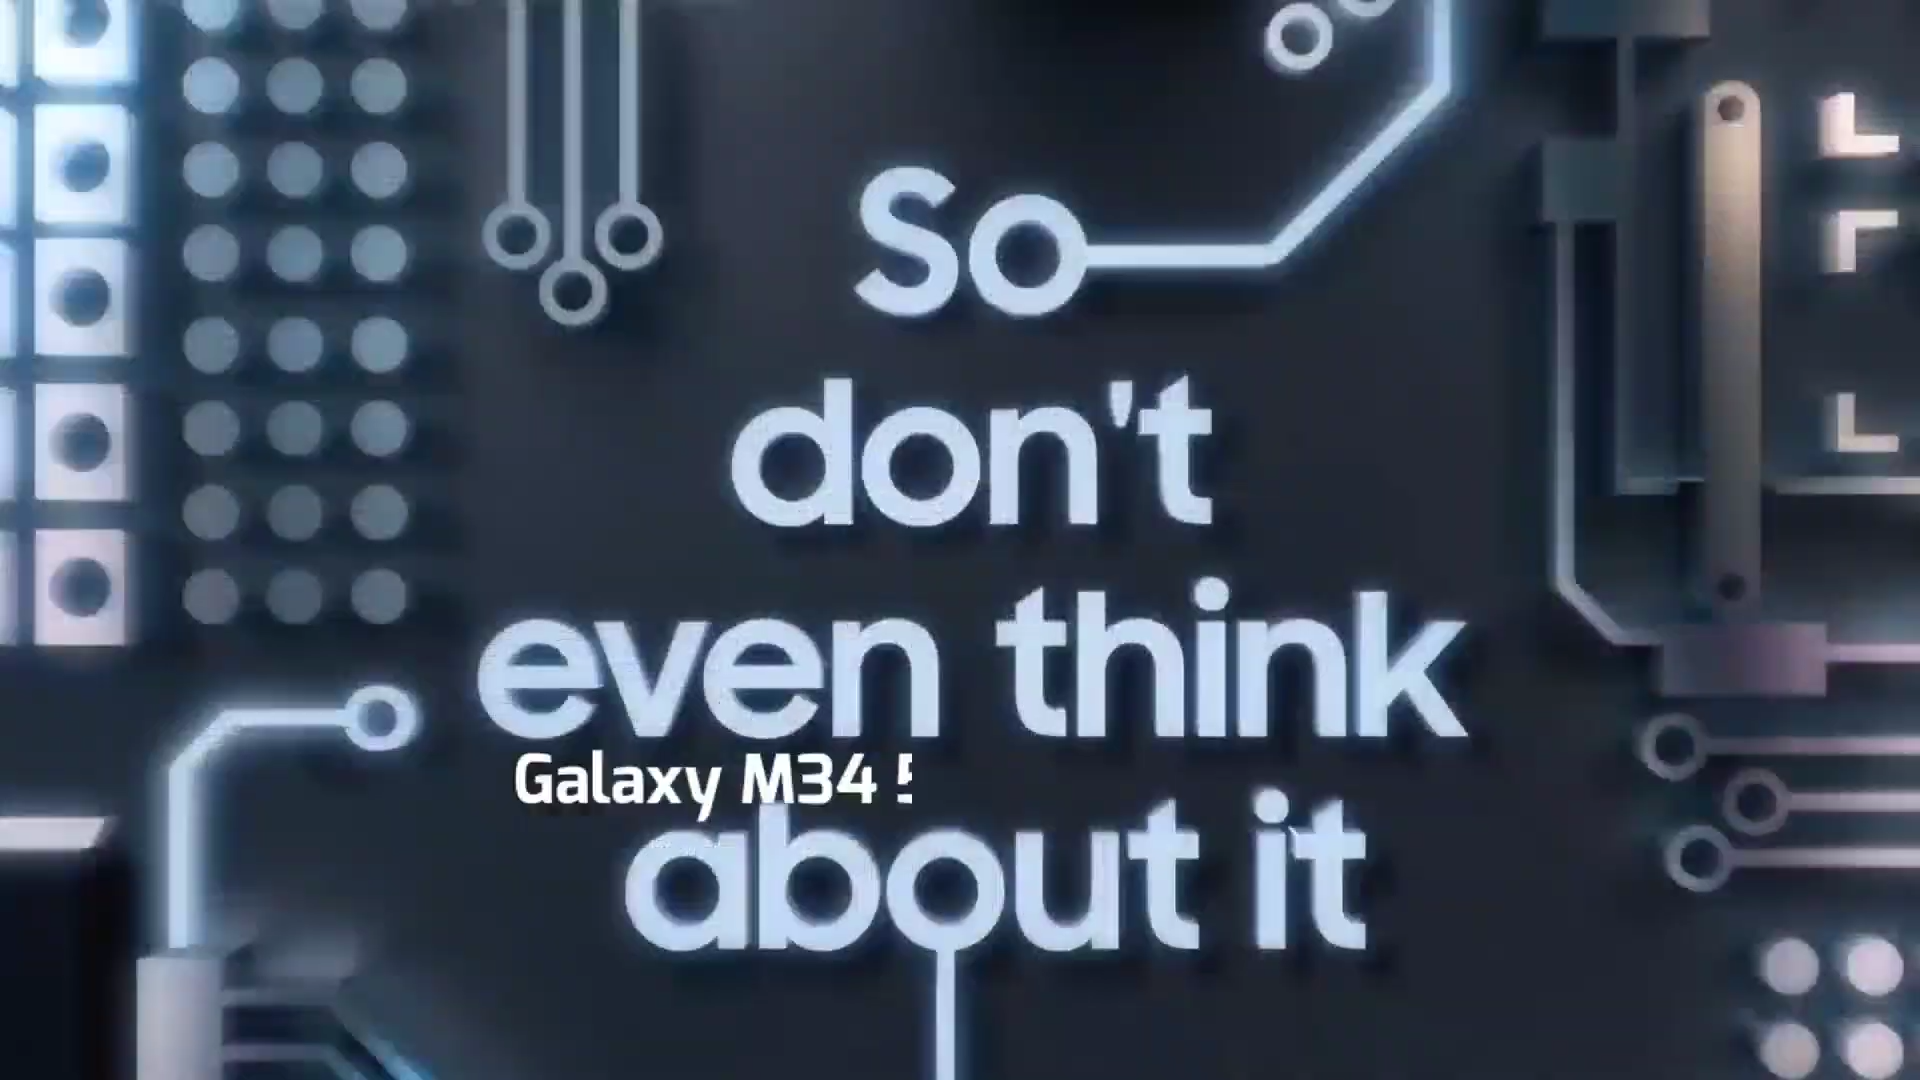 So
don't
even think
Galaxy M34
about it